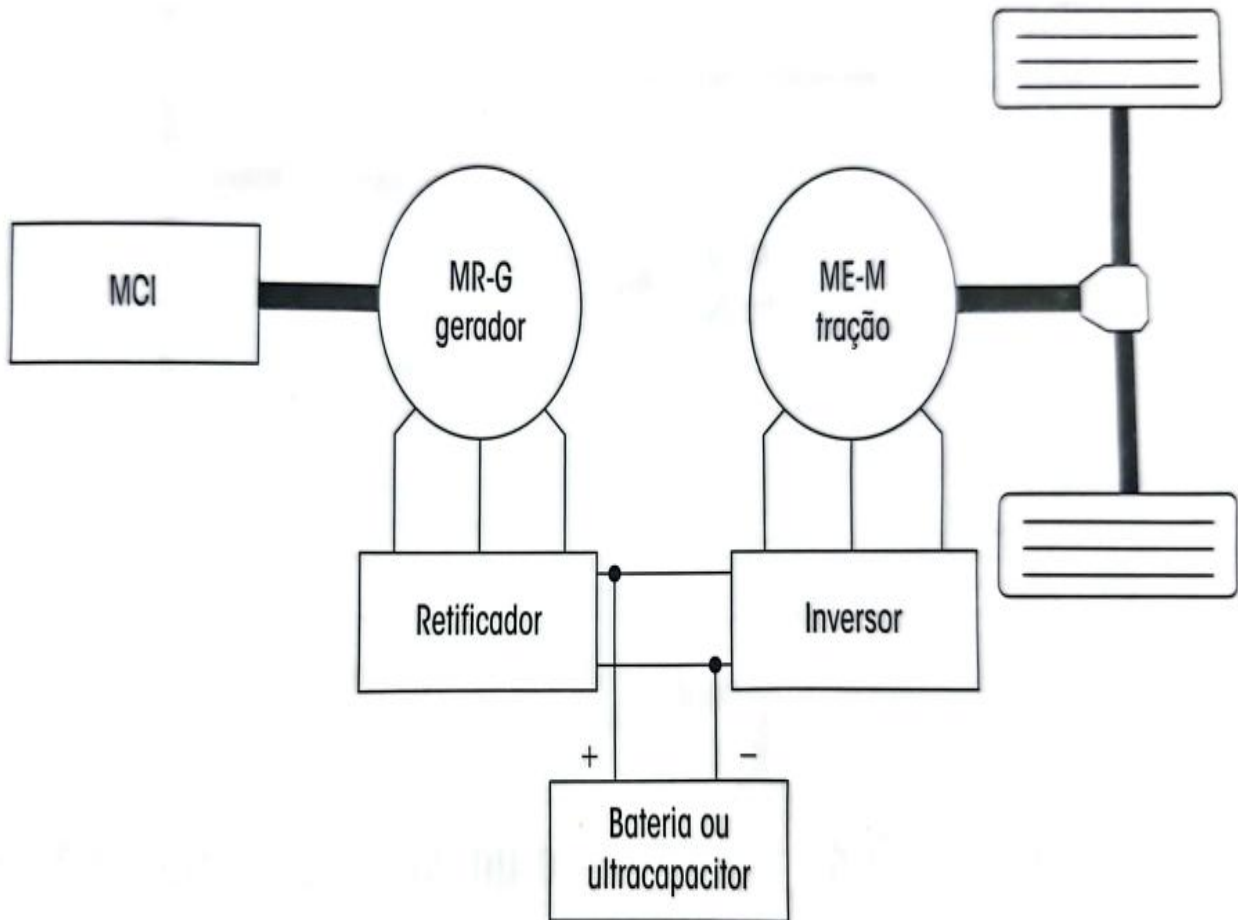 MCI
MR-G
gerador
ME-M
tração
Retificador
Inversor
+
−
Bateria ou
ultracapacitor